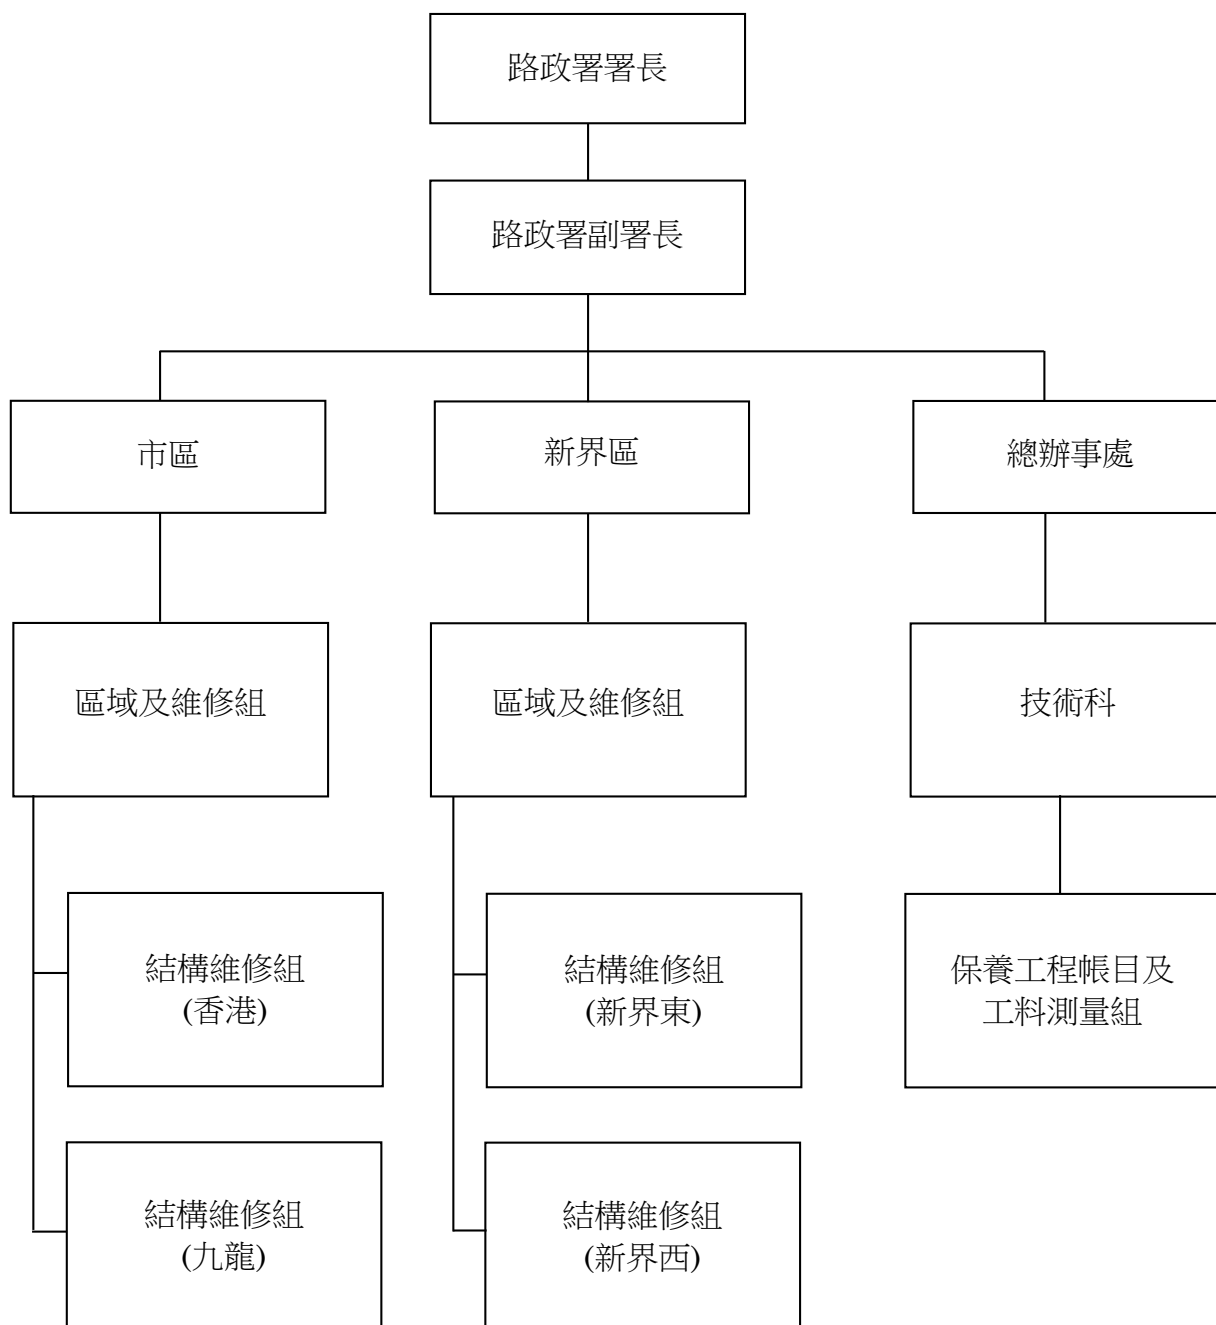 路政署署長
路政署副署長
市區
新界區
總辦事處
區域及維修組
區域及維修組
技術科
結構維修組
(香港)
結構維修組
(新界東)
保養工程帳目及
工料測量組
結構維修組
(九龍)
結構維修組
(新界西)